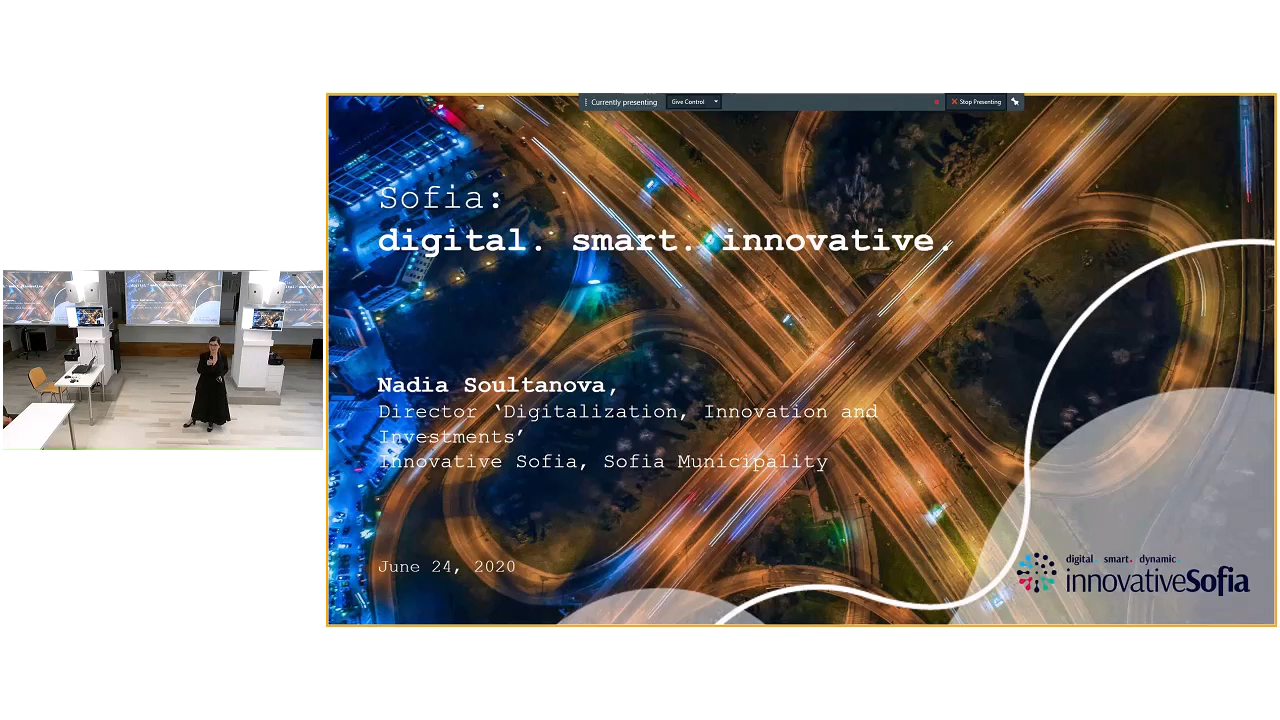 Currently presenting
Give Control
Stop Presenting
Sofia:
digital. smart. innovative.
Nadia Soultanova,
Director ‘Digitalization, Innovation and
Investments’
Innovative Sofia, Sofia Municipality
June 24, 2020
digital. smart. dynamic.
innovativeSofia